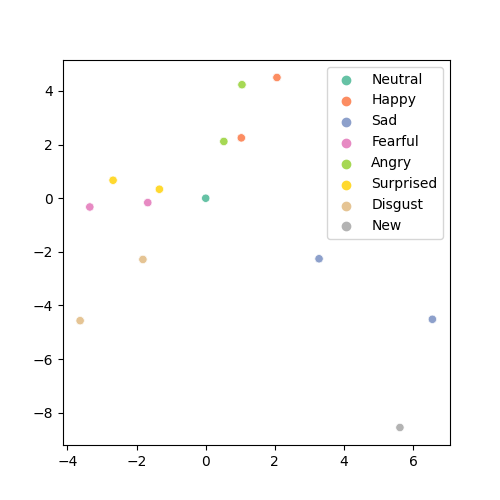 Neutral
Happy
Sad
Fearful
Angry
Surprised
Disgust
New
4
2
0
−2
−4
−6
−8
−4
−2
0
2
4
6